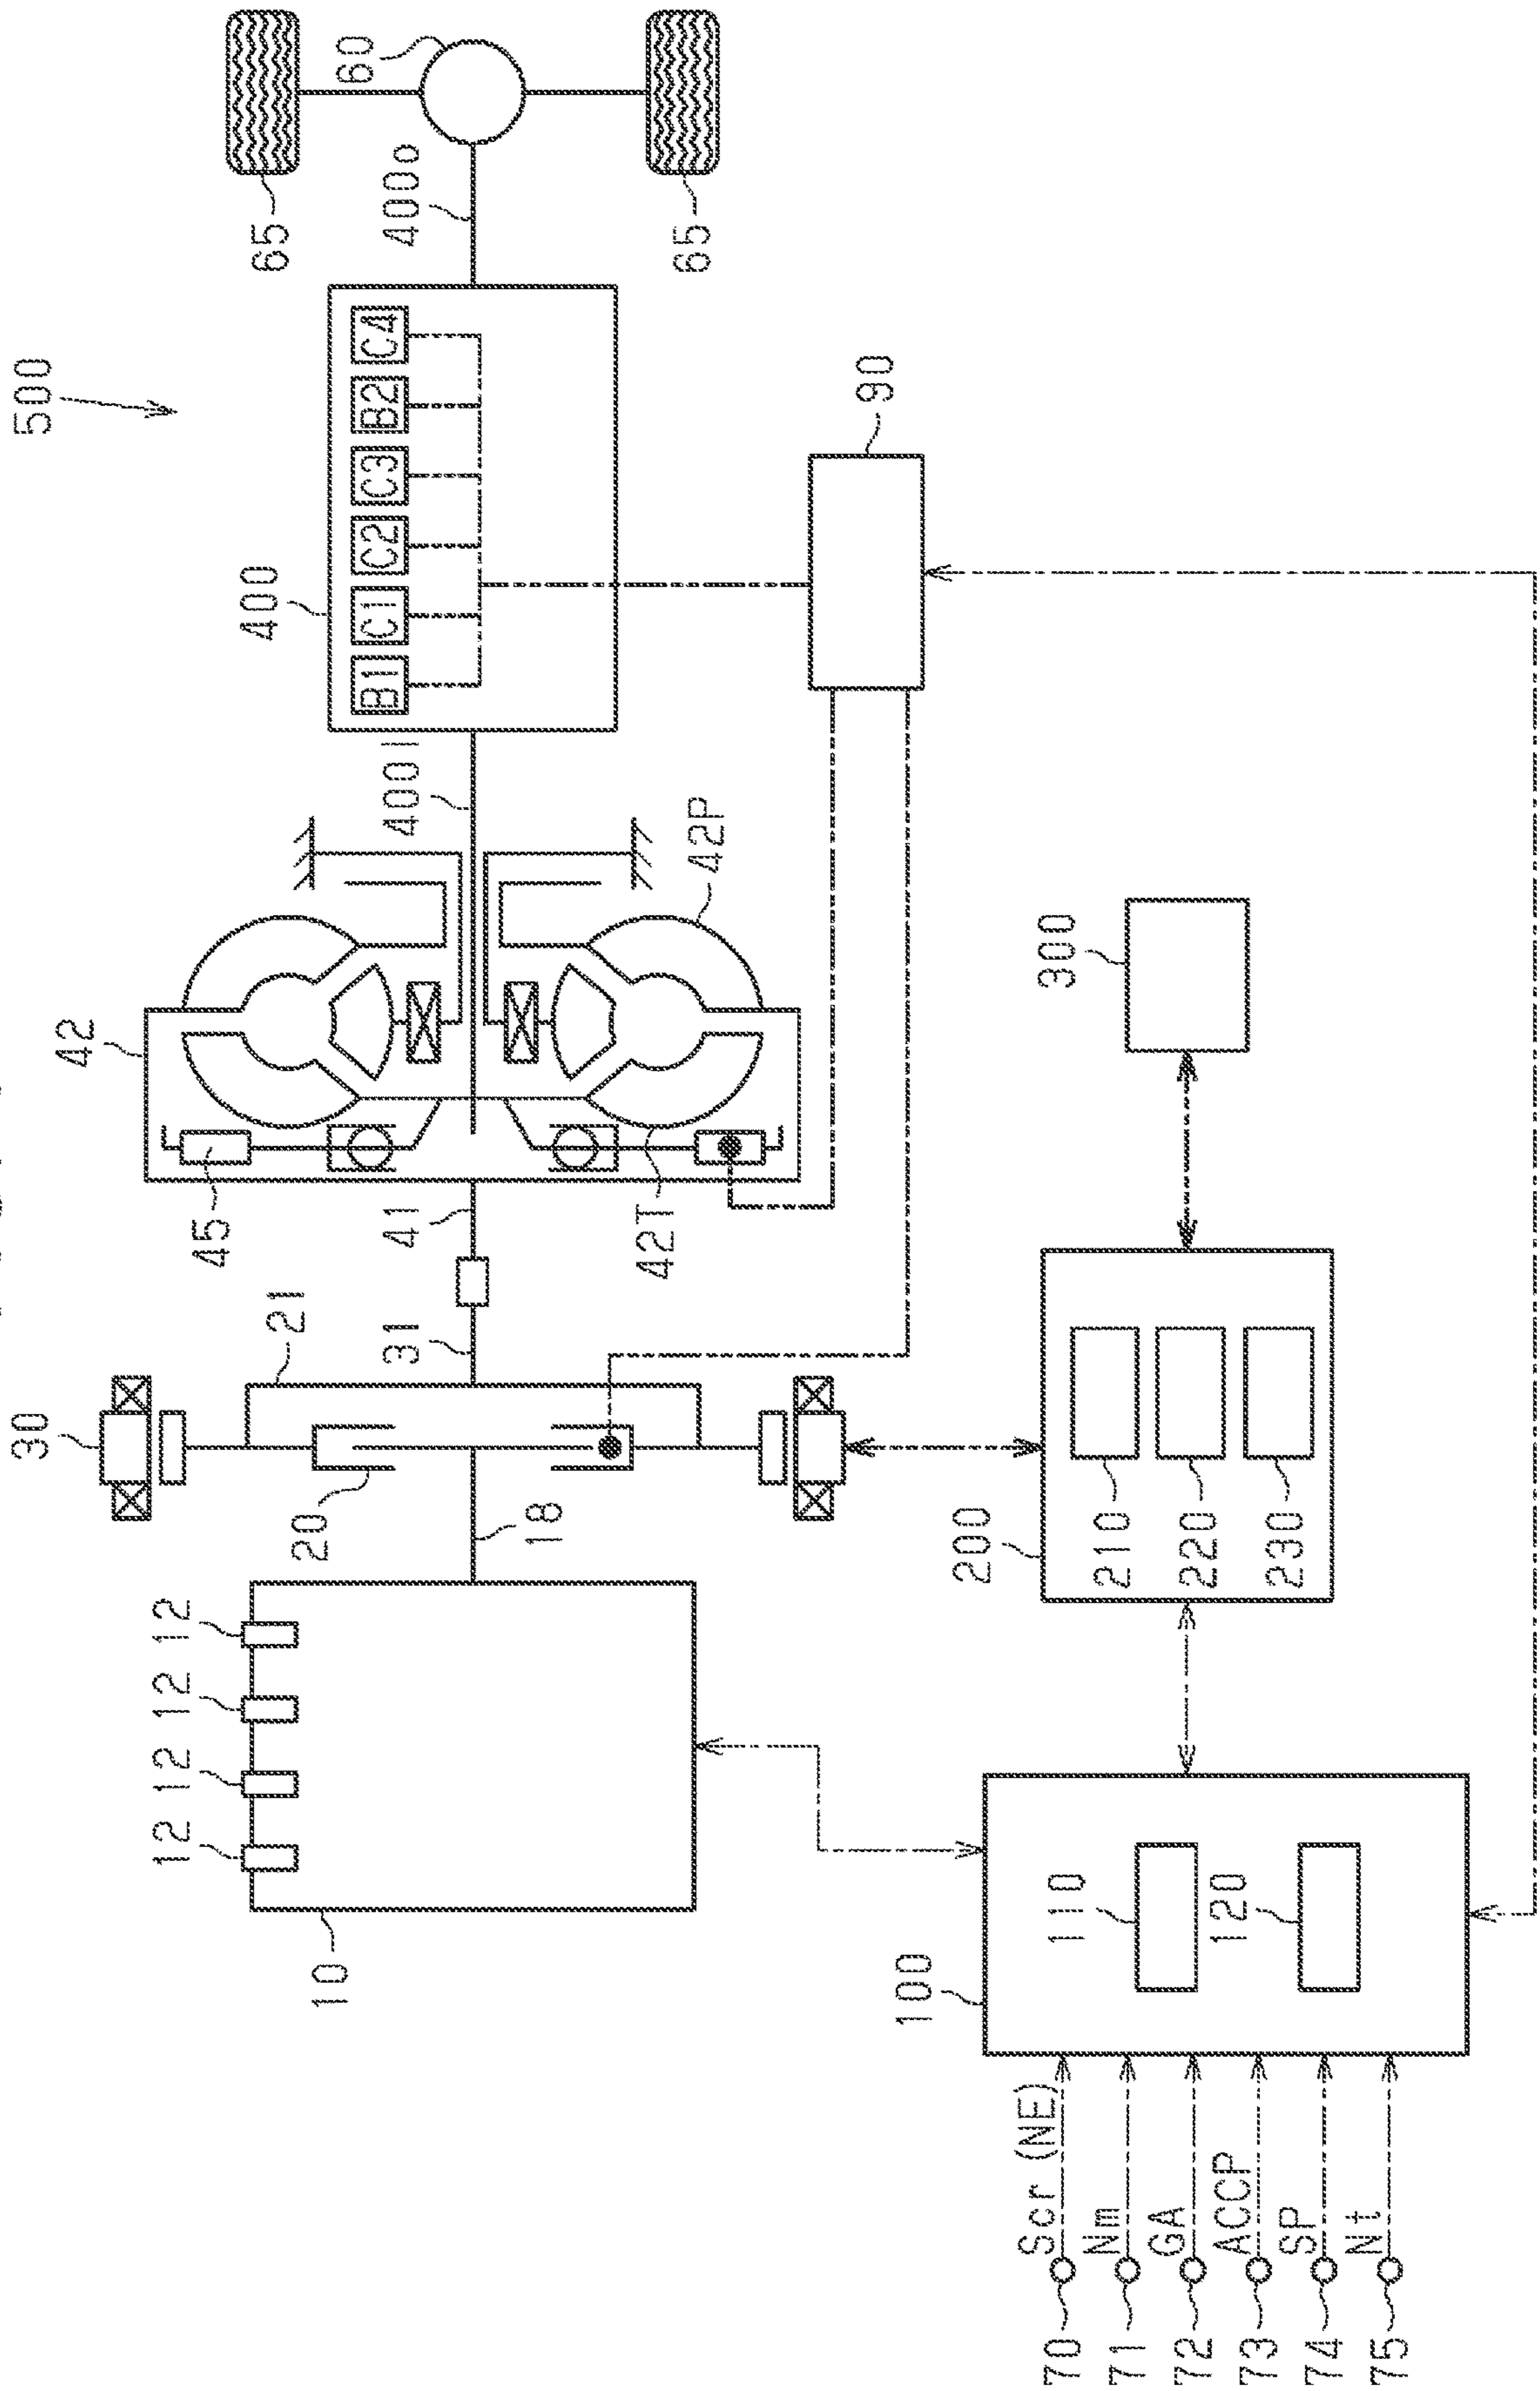 500
30
42
12 12 12 12
45
400
65
21
20
10
60
B1 C1 C2 C3 B2 C4
31
41
400i
400o
18
42T
42P
65
90
100
200
300
110
120
210
220
230
70 Scr (NE)
71 Nm
72 GA
73 ACCP
74 SP
75 Nt